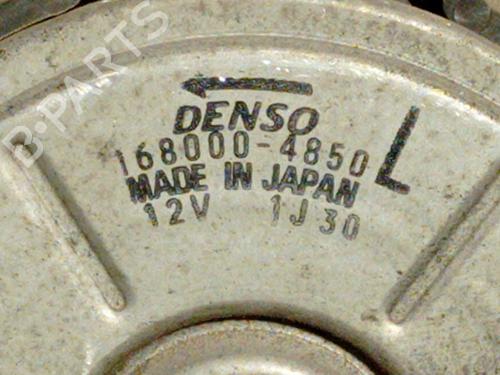 DENSO
168000-4850
L
MADE IN JAPAN
12V 1J30
B-PARTS